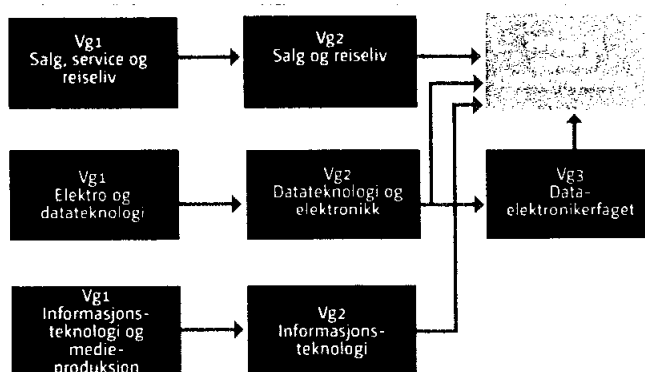 Vg1
Salg, service og
reiseliv
Vg2
Salg og reiseliv
Vg1
Elektro og
datateknologi
Vg2
Datateknologi og
elektronikk
Vg3
Data-
elektronikerfaget
Vg1
Informasjons-
teknologi og
medie-
produksjon
Vg2
Informasjons-
teknologi